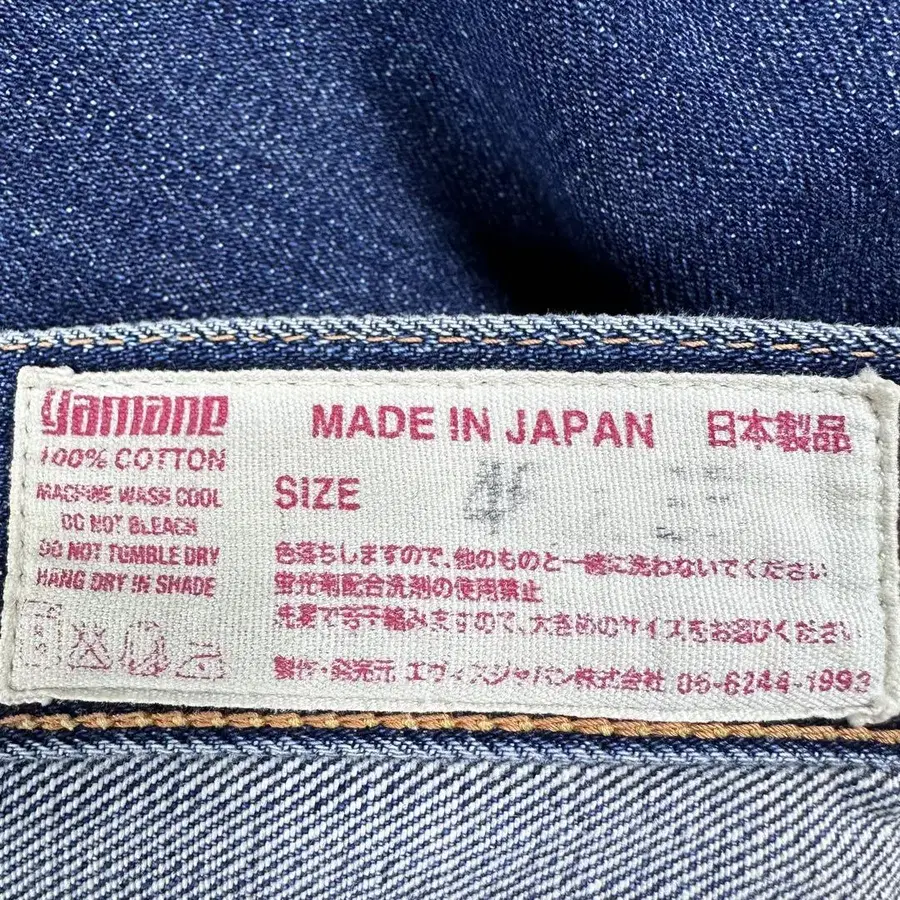 yamane
100% COTTON
MACHINE WASH COOL
DO NOT BLEACH
DO NOT TUMBLE DRY
HANG DRY IN SHADE
MADE IN JAPAN 日本製品
SIZE
色落ちしますので、他のものと一緒に洗わないでください
蛍光剤配合洗剤の使用禁止
洗濯で若干縮みますので、大きめのサイズをお選びください
製作・発売元 エヴィスジャパン株式会社 06-6244-1993